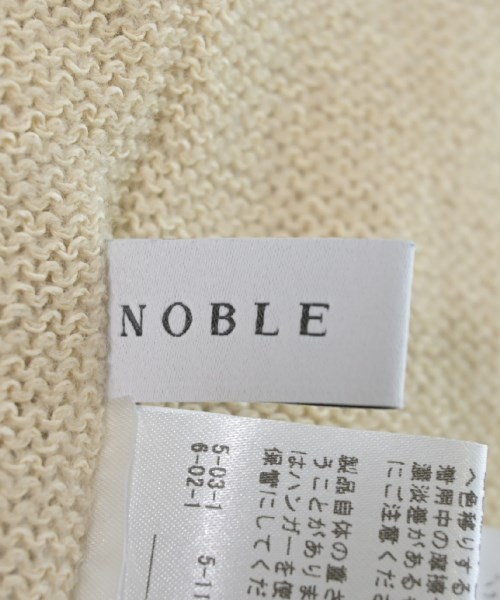 NOBLE
へ色移りする
着用中の摩擦
濃淡差がある
にご注意くださ
製品自体の重さ
うことがありま
はハンガーを使
保管にしてくだ
5-03-1 5-11
6-02-1